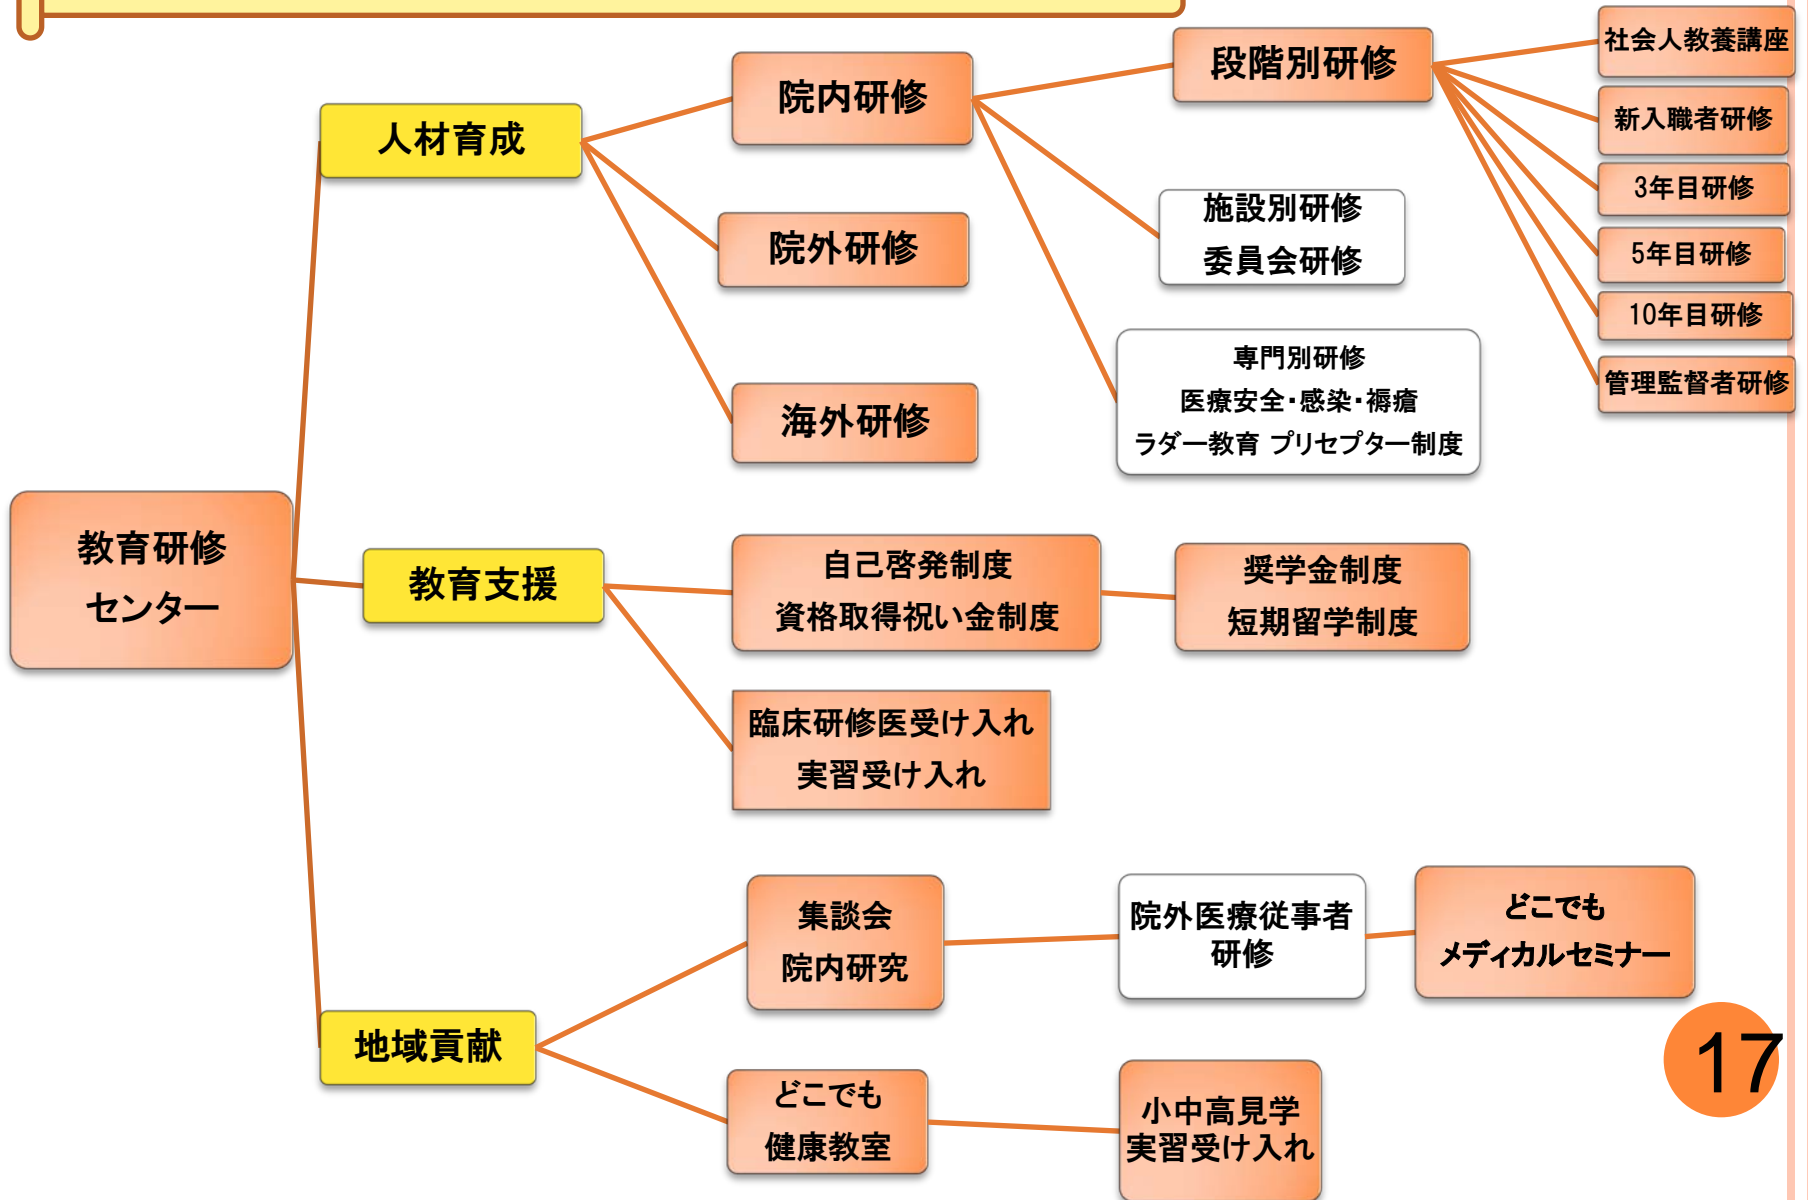 教育研修
センター
人材育成
院内研修
段階別研修
社会人教養講座
新入職者研修
3年目研修
5年目研修
10年目研修
管理監督者研修
施設別研修
委員会研修
専門別研修
医療安全・感染・褥瘡
ラダー教育 プリセプター制度
院外研修
海外研修
教育支援
自己啓発制度
資格取得祝い金制度
奨学金制度
短期留学制度
臨床研修医受け入れ
実習受け入れ
地域貢献
集談会
院内研究
院外医療従事者
研修
どこでも
メディカルセミナー
どこでも
健康教室
小中高見学
実習受け入れ
17